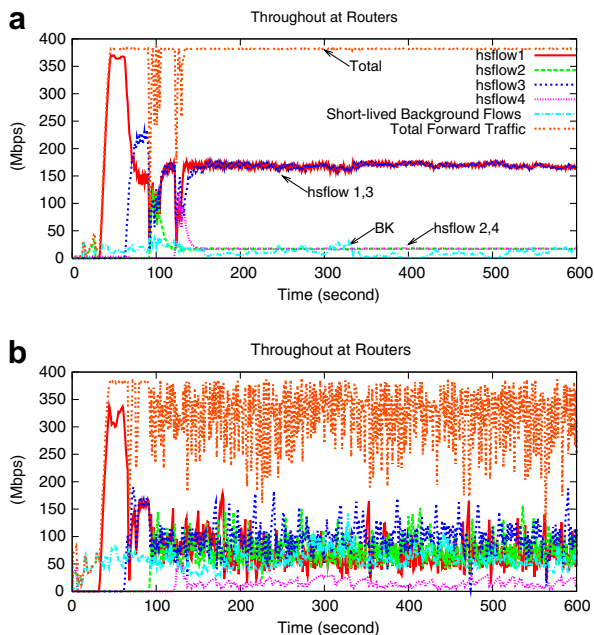 a
Throughout at Routers
400
350
300
250
200
150
100
50
0
(Mbps)
Total
hsflow1
hsflow2
hsflow3
hsflow4
Short-lived Background Flows
Total Forward Traffic
hsflow 1,3
BK
hsflow 2,4
0 100 200 300 400 500 600
Time (second)
b
Throughout at Routers
400
350
300
250
200
150
100
50
0
(Mbps)
0 100 200 300 400 500 600
Time (second)